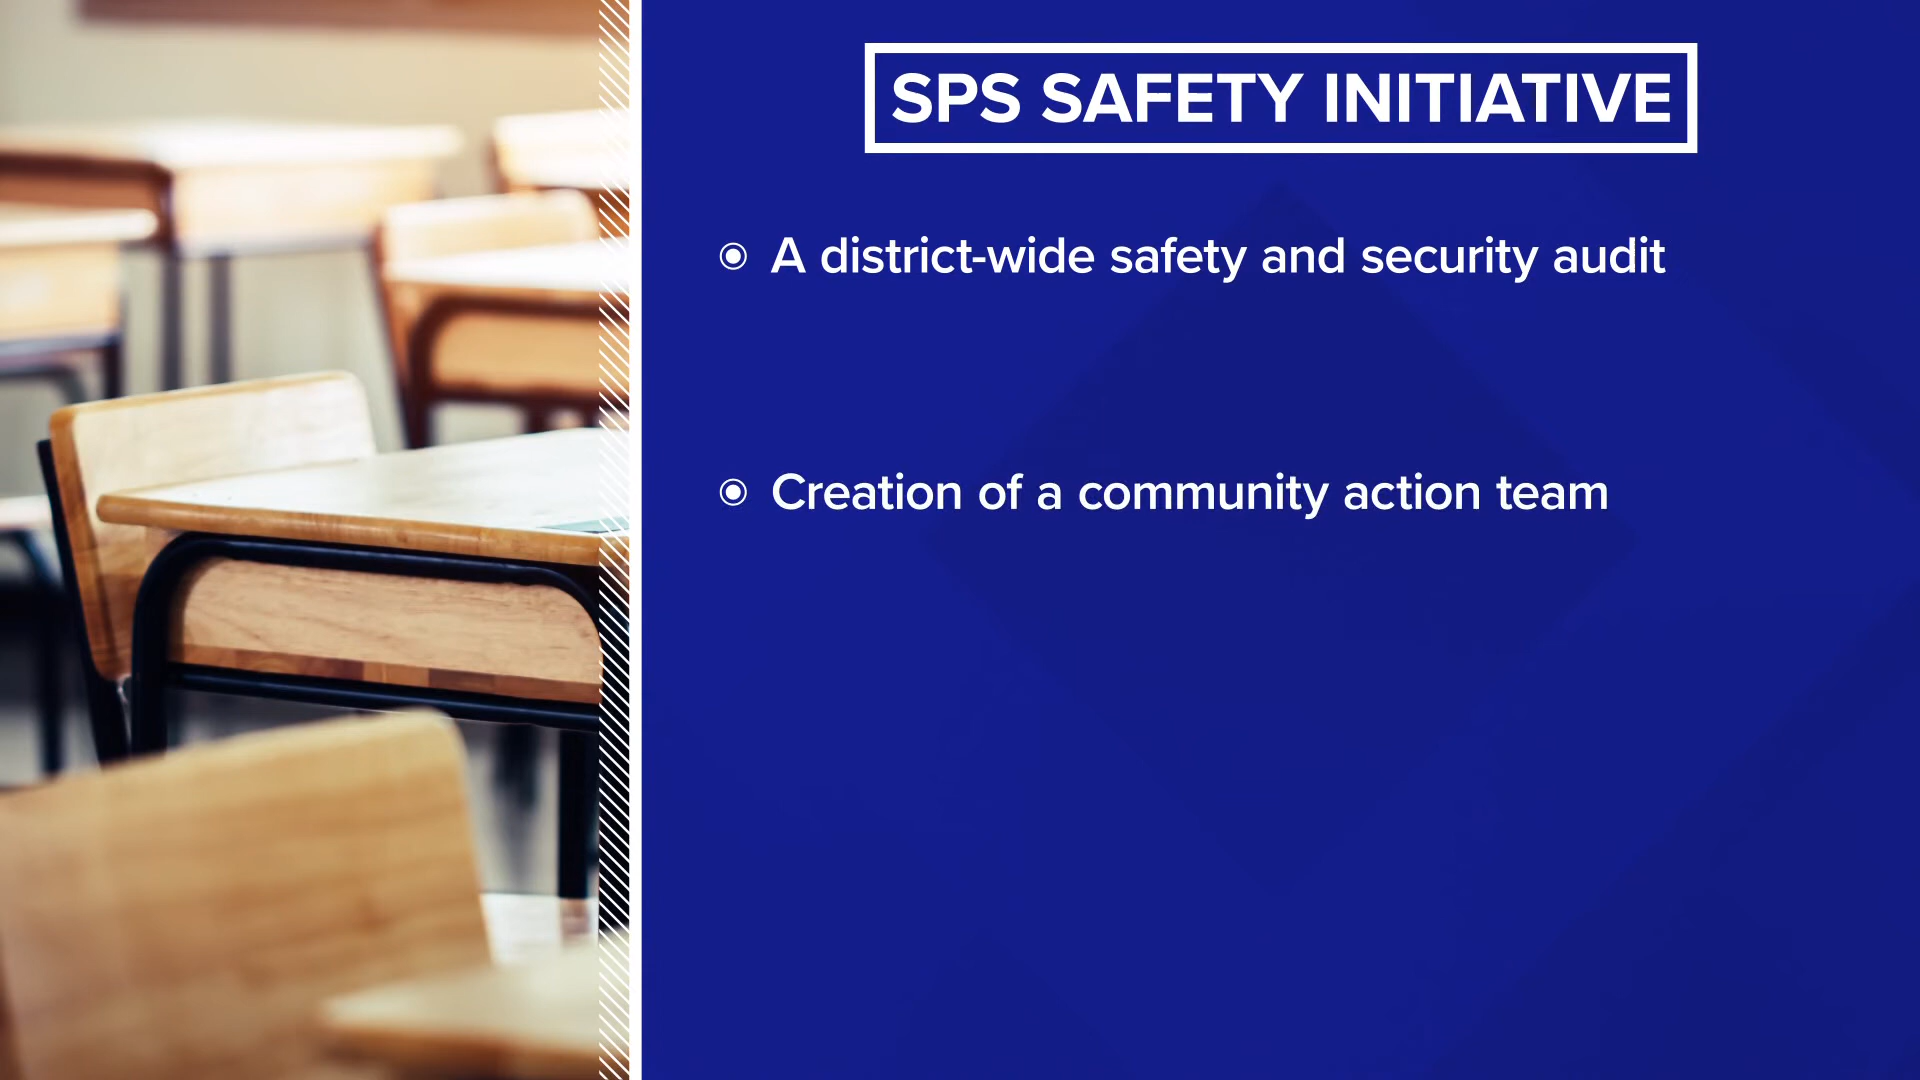 SPS SAFETY INITIATIVE
A district-wide safety and security audit
Creation of a community action team